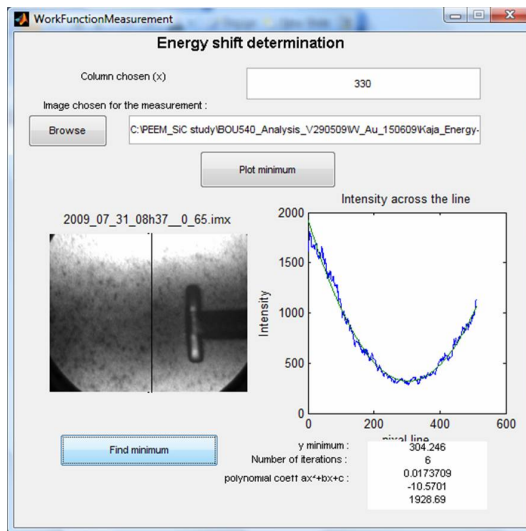 WorkFunctionMeasurement
Energy shift determination
Column chosen (x)
330
Image chosen for the measurement :
Browse
C:\PEEM_SiC study\BOU540_Analysis_V290509\W_Au_150609\Kaja_Energy-
Plot minimum
2009_07_31_08h37__0_65.imx
Intensity across the line
2000
1500
1000
500
0
Intensity
0 200 400 600
pixel line
Find minimum
y minimum : 304.246
Number of iterations : 6
polynomial coeff ax²+bx+c : 0.0173709
-10.5701
1928.69